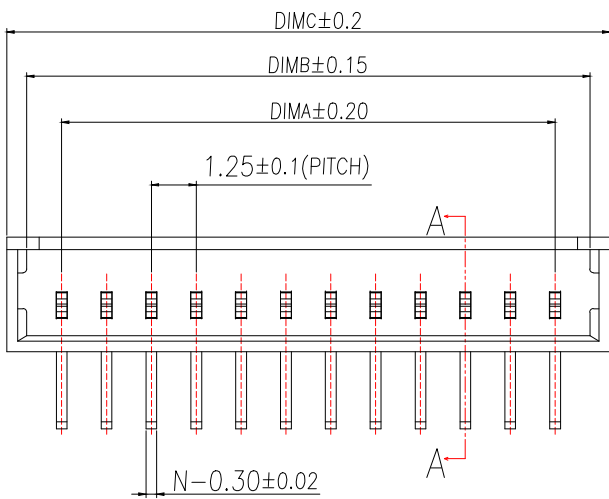 DIMC±0.2
DIMB±0.15
DIMA±0.20
1.25±0.1(PITCH)
A
A
N-0.30±0.02